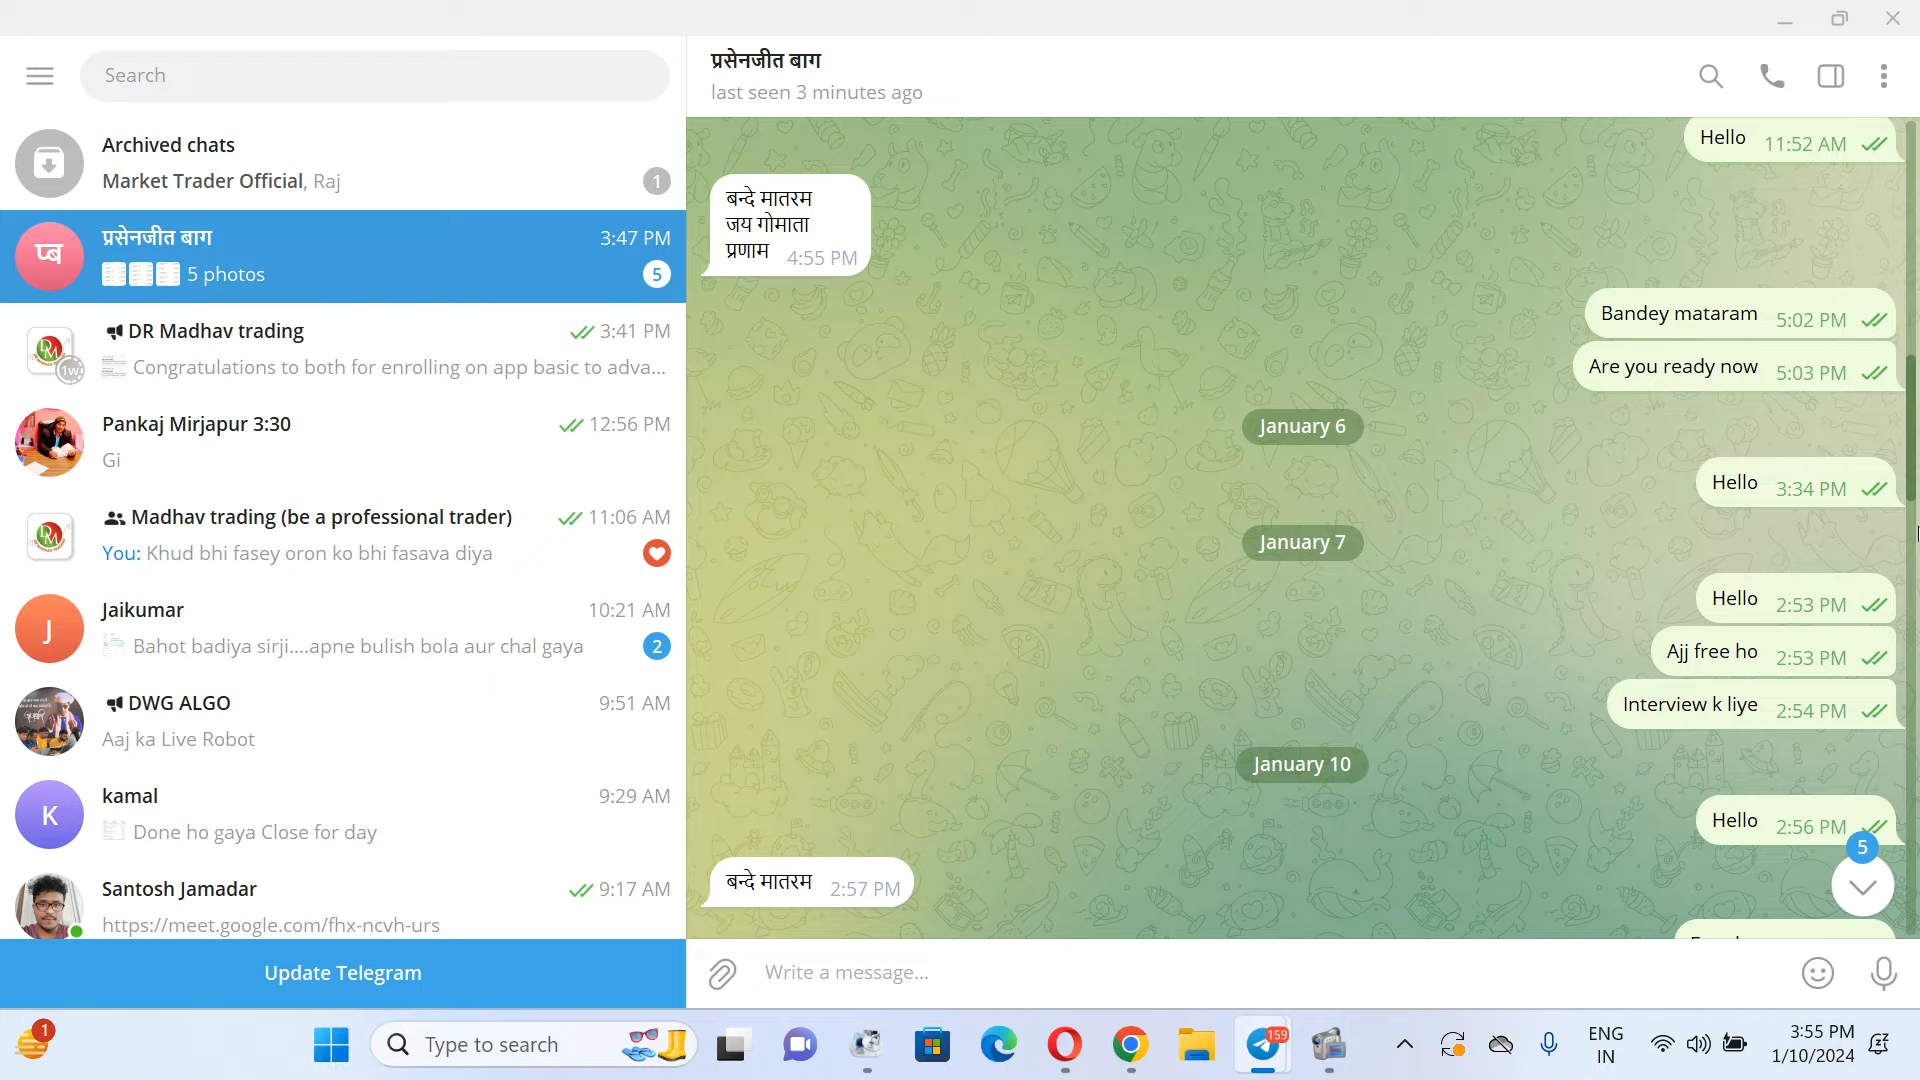 Search
Archived chats
Market Trader Official, Raj
1
प्ब
प्रसेनजीत बाग
3:47 PM
5 photos
5
DR Madhav trading
3:41 PM
1w
Congratulations to both for enrolling on app basic to adva...
Pankaj Mirjapur 3:30
12:56 PM
Gi
Madhav trading (be a professional trader)
11:06 AM
You: Khud bhi fasey oron ko bhi fasava diya
J
Jaikumar
10:21 AM
Bahot badiya sirji....apne bulish bola aur chal gaya
2
DWG ALGO
9:51 AM
Aaj ka Live Robot
K
kamal
9:29 AM
Done ho gaya Close for day
Santosh Jamadar
9:17 AM
https://meet.google.com/fhx-ncvh-urs
Update Telegram
प्रसेनजीत बाग
last seen 3 minutes ago
Hello 11:52 AM
बन्दे मातरम
जय गोमाता
प्रणाम 4:55 PM
Bandey mataram 5:02 PM
Are you ready now 5:03 PM
January 6
Hello 3:34 PM
January 7
Hello 2:53 PM
Ajj free ho 2:53 PM
Interview k liye 2:54 PM
January 10
Hello 2:56 PM
5
बन्दे मातरम 2:57 PM
Write a message...
1
Type to search
159
ENG
IN
3:55 PM
1/10/2024